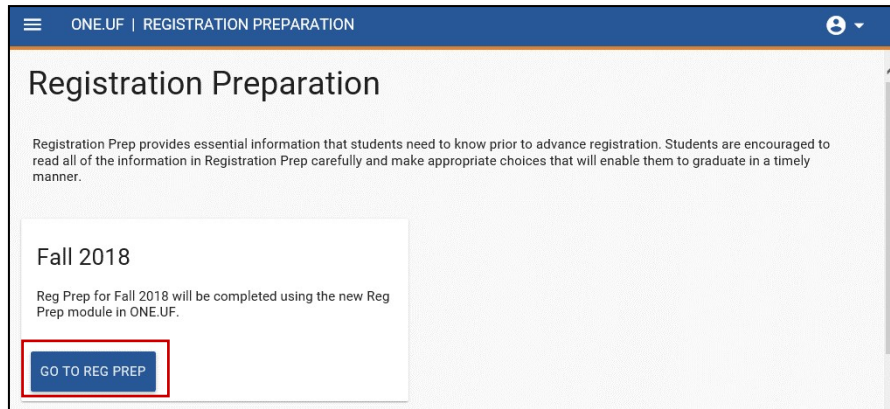 ONE.UF | REGISTRATION PREPARATION
Registration Preparation
Registration Prep provides essential information that students need to know prior to advance registration. Students are encouraged to
read all of the information in Registration Prep carefully and make appropriate choices that will enable them to graduate in a timely
manner.
Fall 2018
Reg Prep for Fall 2018 will be completed using the new Reg
Prep module in ONE.UF.
GO TO REG PREP